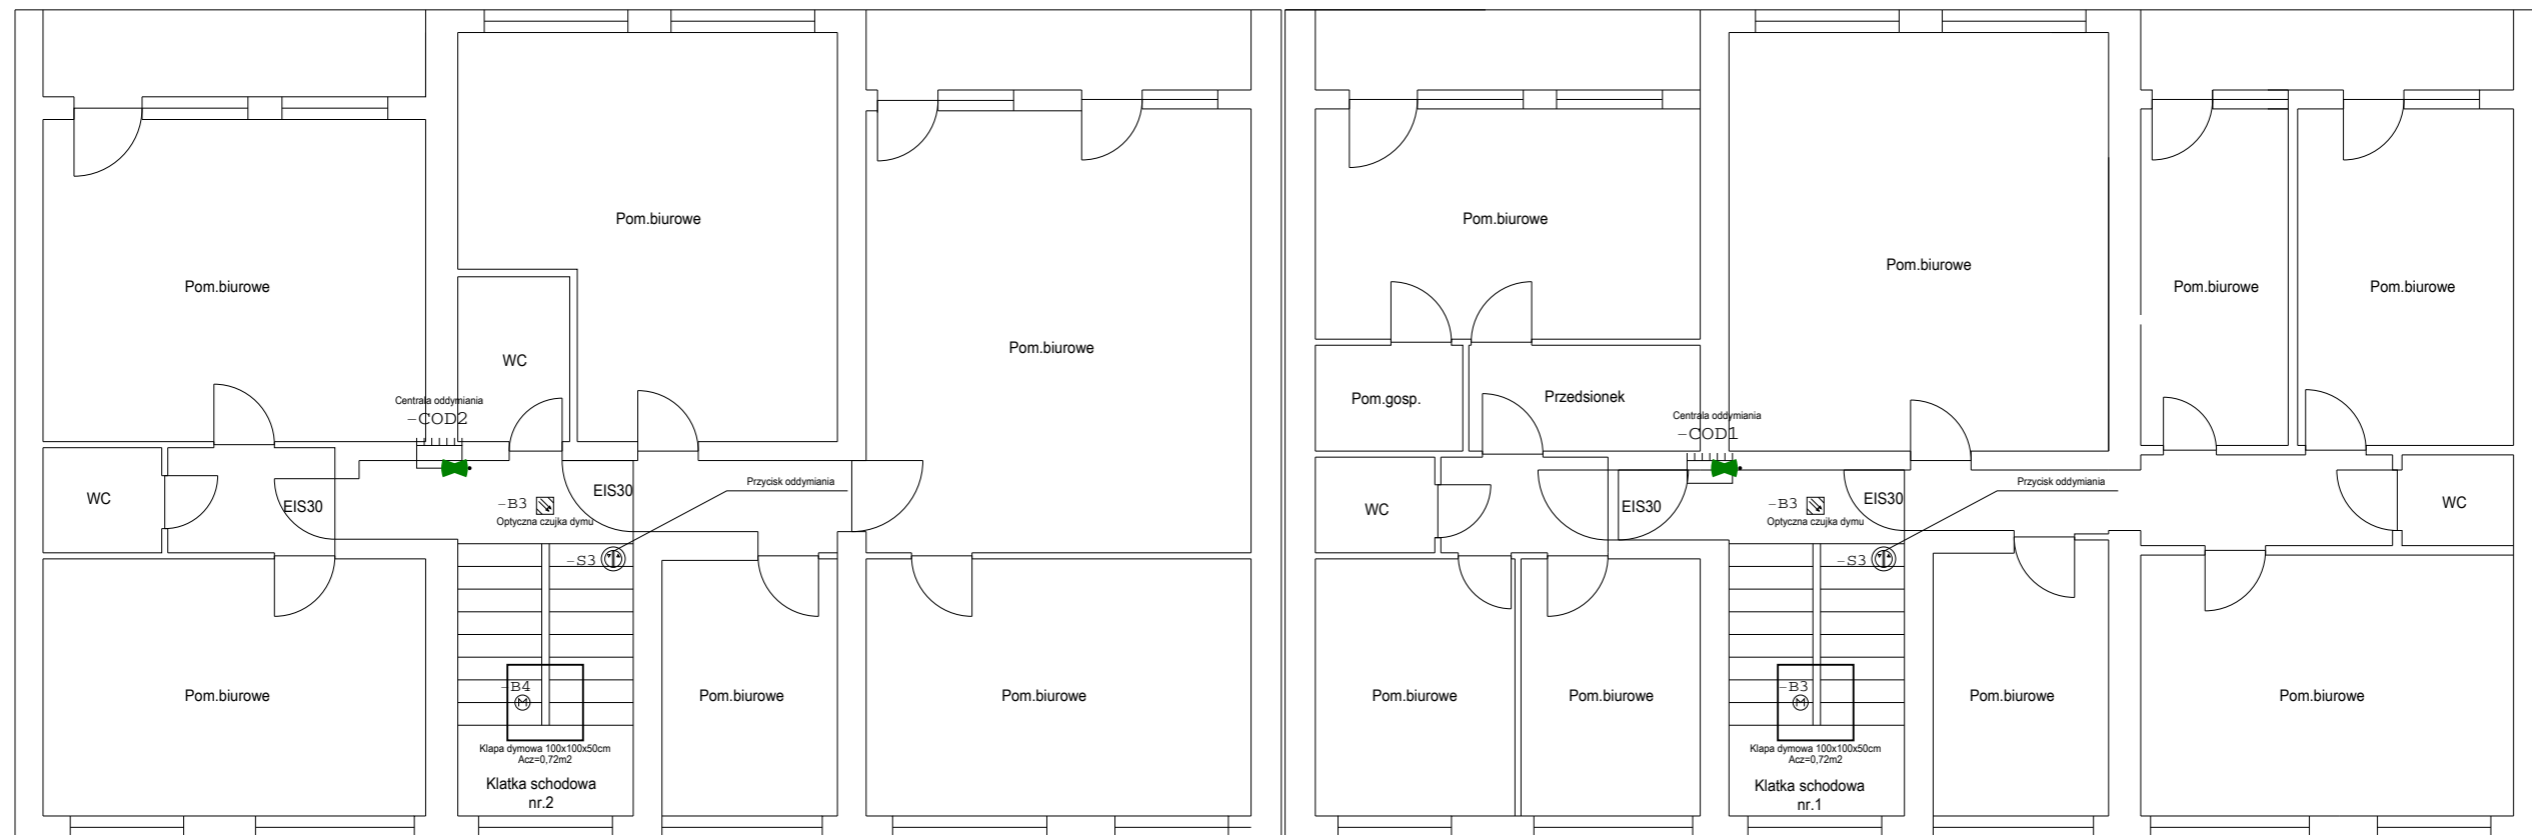 Pom.biurowe
Pom.biurowe
Pom.biurowe
Pom.biurowe
WC
Centrala oddymiania
-COD2
WC
EIS30
EIS30
-B3
Optyczna czujka dymu
Przycisk oddymiania
-S3
Pom.biurowe
-B4
M
Klapa dymowa 100x100x50cm
Acz=0,72m2
Klatka schodowa
nr.2
Pom.biurowe
Pom.biurowe
Pom.biurowe
Pom.biurowe
Pom.biurowe
Pom.biurowe
Pom.gosp.
Przedsionek
Centrala oddymiania
-COD1
WC
EIS30
EIS30
-B3
Optyczna czujka dymu
Przycisk oddymiania
WC
-S3
Pom.biurowe
Pom.biurowe
-B3
M
Klapa dymowa 100x100x50cm
Acz=0,72m2
Klatka schodowa
nr.1
Pom.biurowe
Pom.biurowe